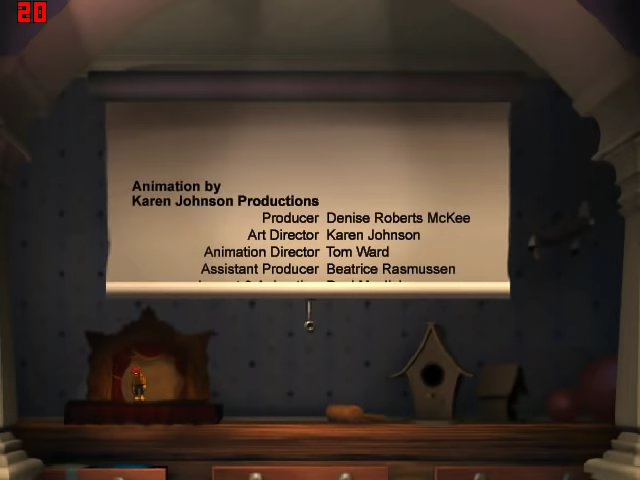 20
Animation by
Karen Johnson Productions
Producer Denise Roberts McKee
Art Director Karen Johnson
Animation Director Tom Ward
Assistant Producer Beatrice Rasmussen